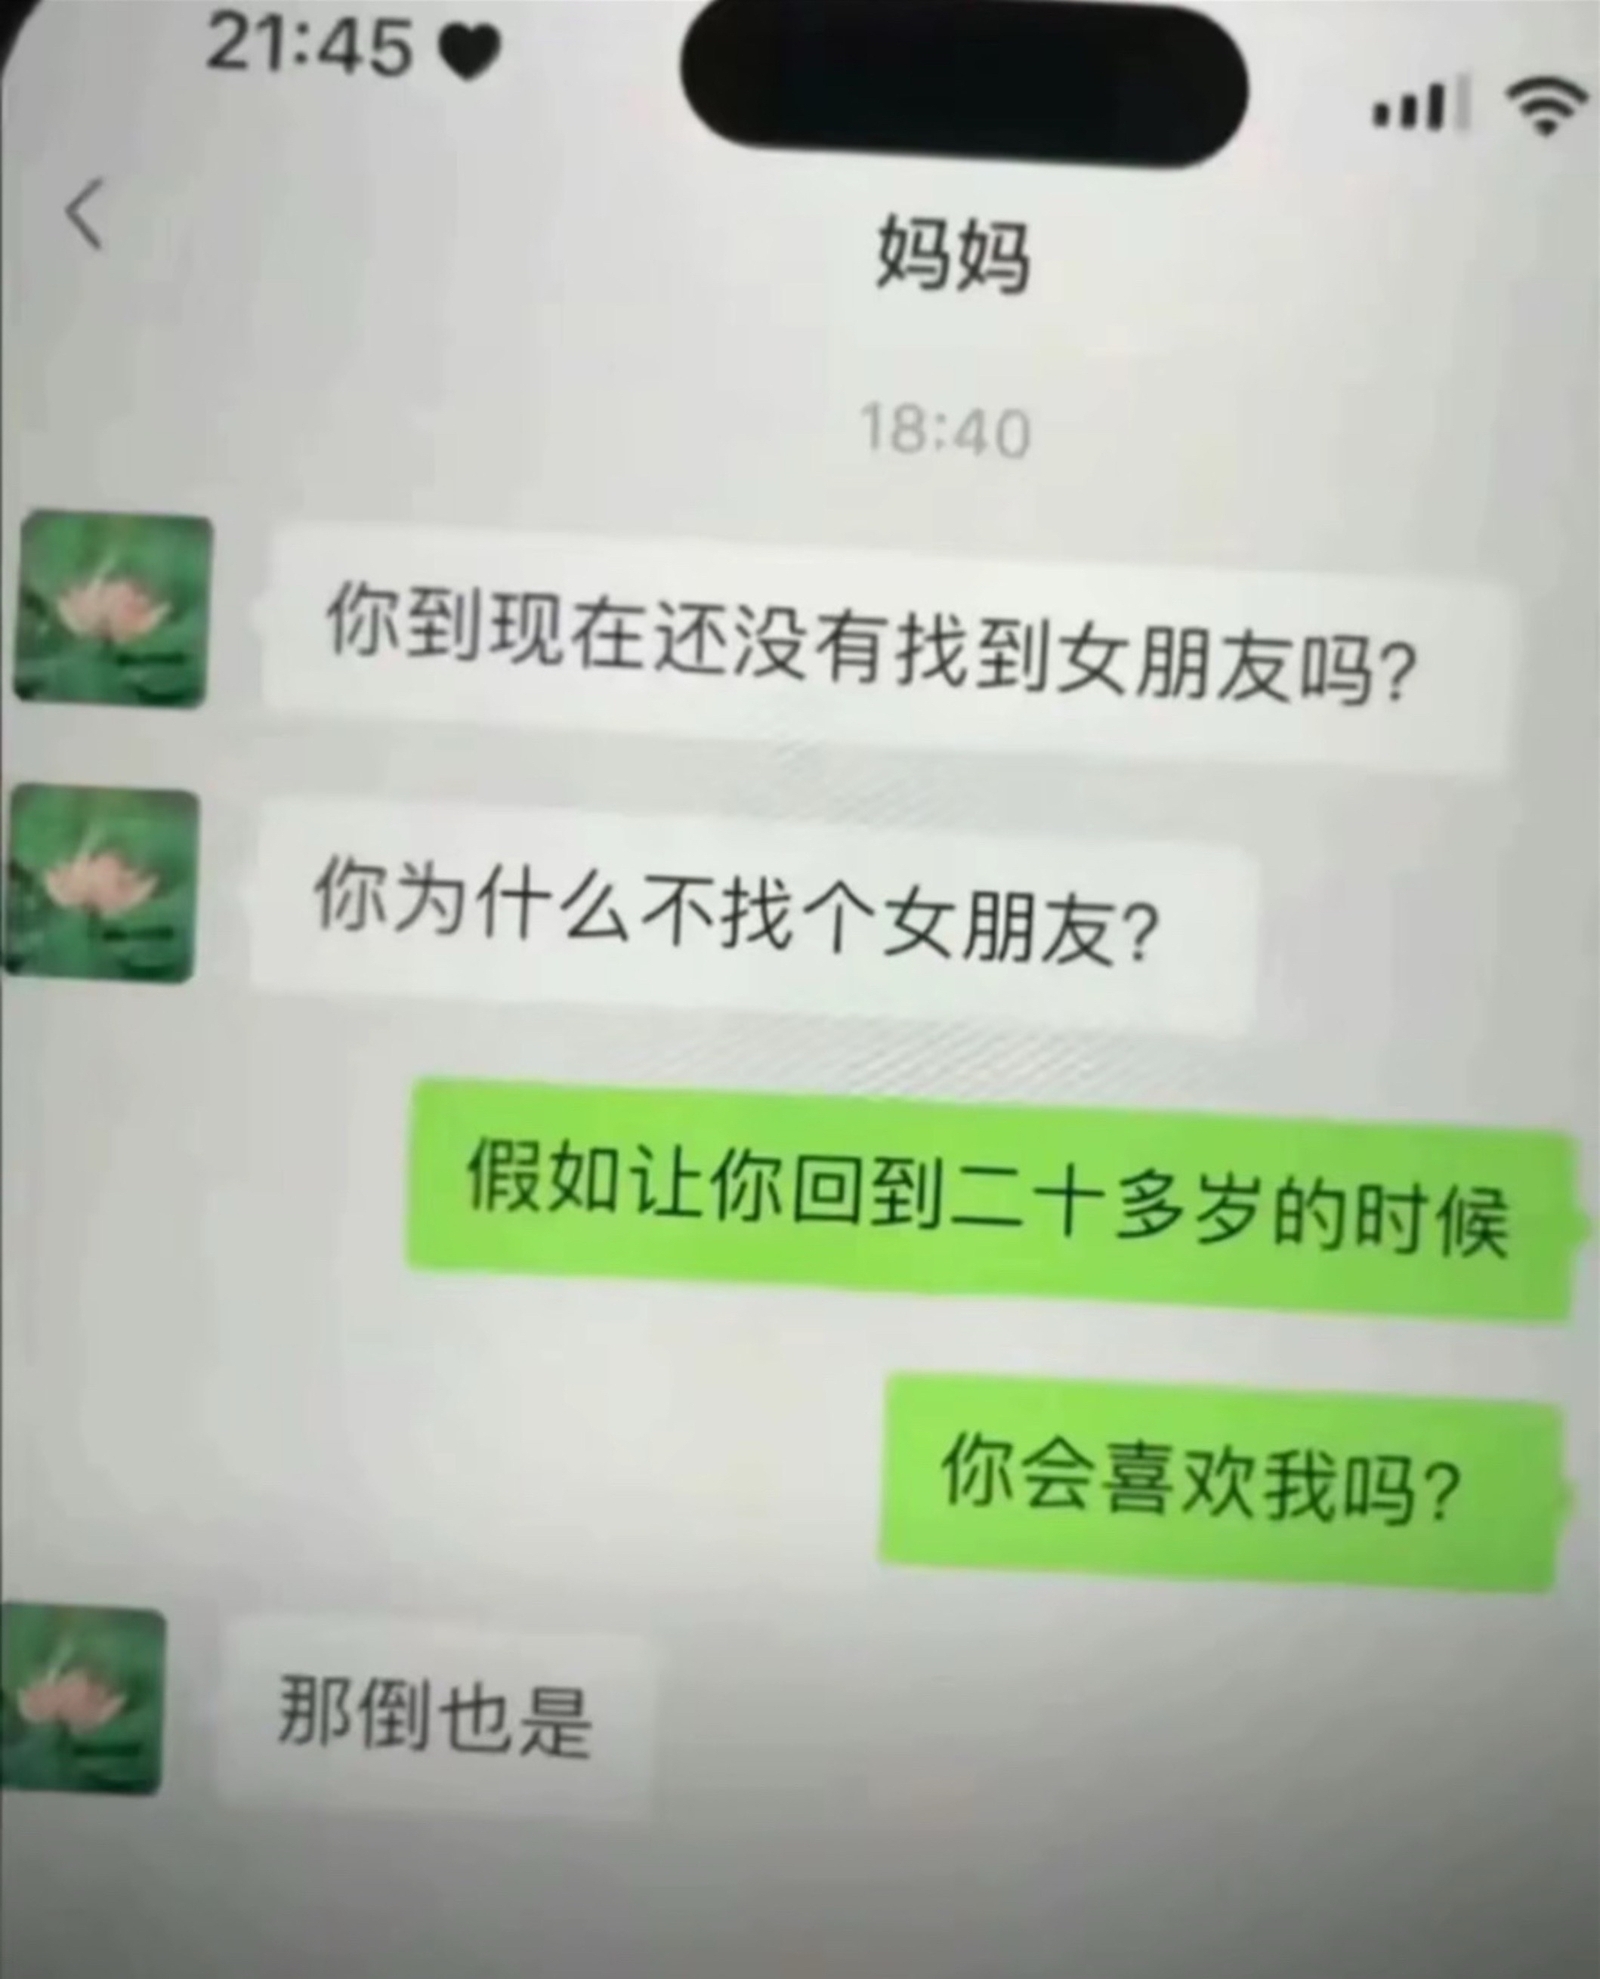 21:45
妈妈
18:40
你到现在还没有找到女朋友吗?
你为什么不找个女朋友?
假如让你回到二十多岁的时候
你会喜欢我吗?
那倒也是